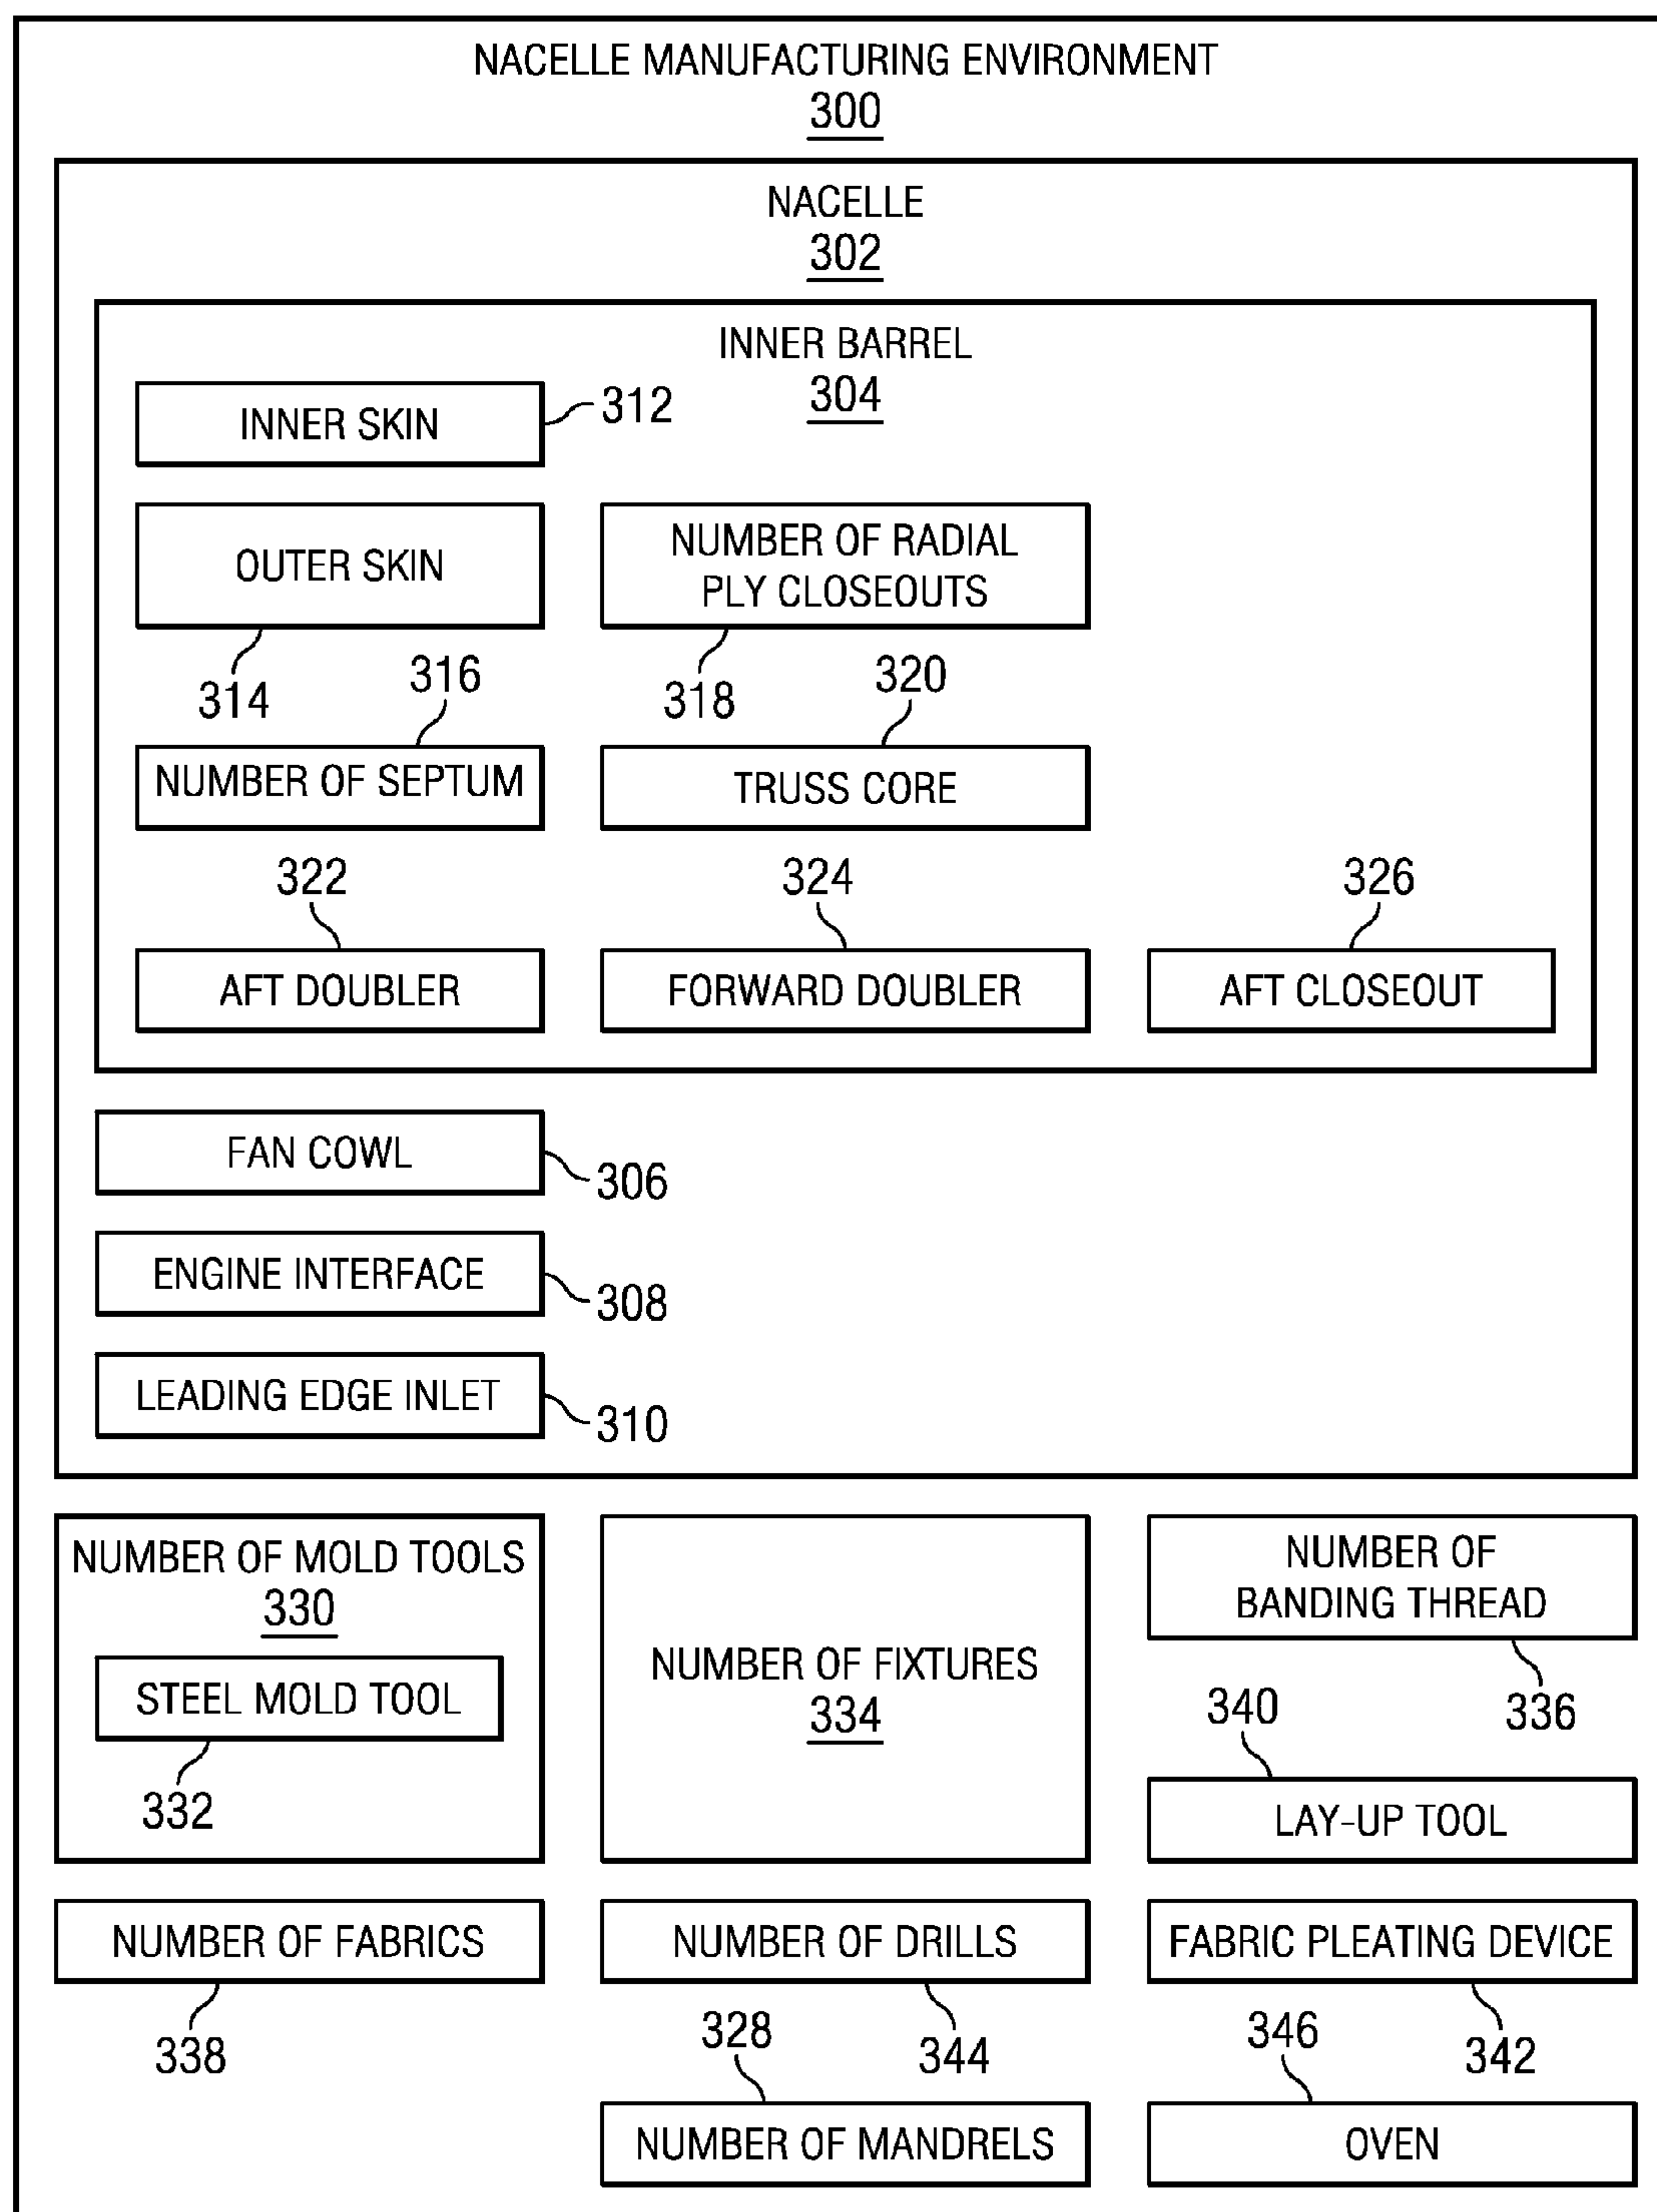 NACELLE MANUFACTURING ENVIRONMENT
300
NACELLE
302
INNER BARREL
304
INNER SKIN
312
OUTER SKIN
314
NUMBER OF RADIAL
PLY CLOSEOUTS
318
316
NUMBER OF SEPTUM
320
TRUSS CORE
322
AFT DOUBLER
324
FORWARD DOUBLER
326
AFT CLOSEOUT
FAN COWL
306
ENGINE INTERFACE
308
LEADING EDGE INLET
310
NUMBER OF MOLD TOOLS
330
STEEL MOLD TOOL
332
NUMBER OF FIXTURES
334
NUMBER OF
BANDING THREAD
336
340
LAY-UP TOOL
NUMBER OF FABRICS
338
NUMBER OF DRILLS
344
FABRIC PLEATING DEVICE
342
328
NUMBER OF MANDRELS
346
OVEN